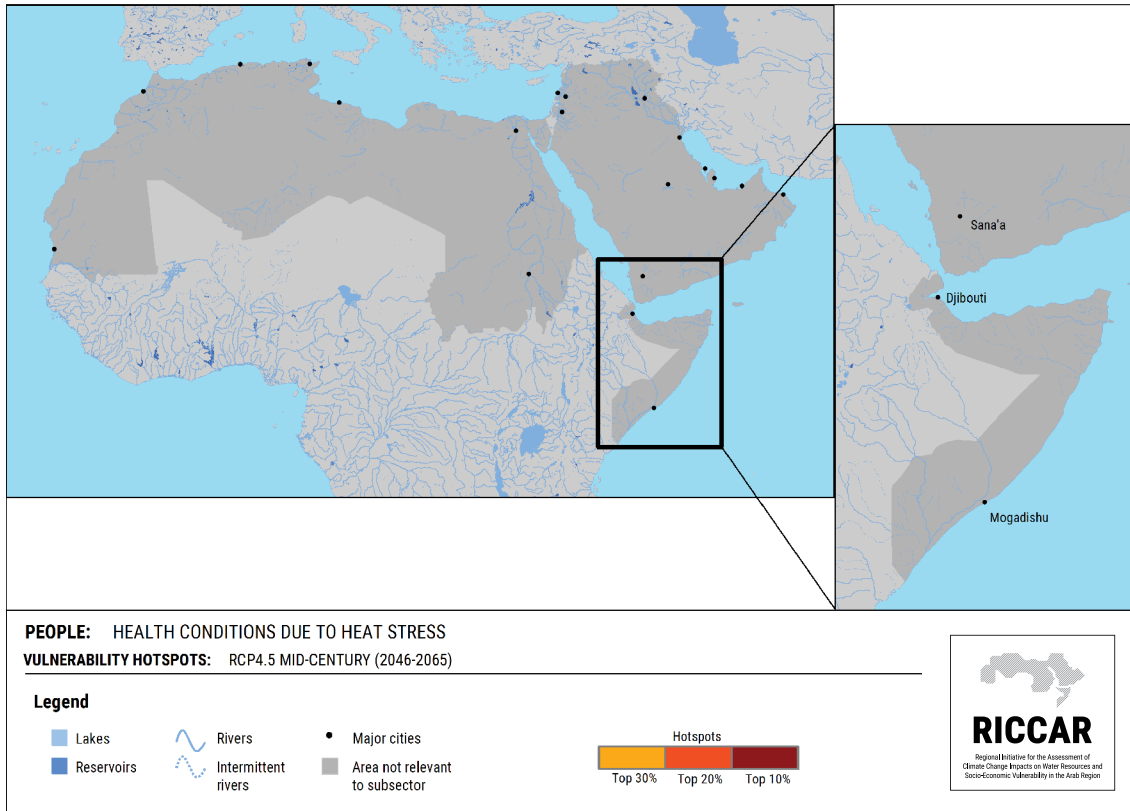 Sana'a
Djibouti
Mogadishu
PEOPLE: HEALTH CONDITIONS DUE TO HEAT STRESS
VULNERABILITY HOTSPOTS: RCP4.5 MID-CENTURY (2046-2065)
Legend
Lakes
Reservoirs
Rivers
Intermittent
rivers
Major cities
Area not relevant
to subsector
Hotspots
Top 30%
Top 20%
Top 10%
RICCAR
Regional Initiative for the Assessment of
Climate Change Impacts on Water Resources and
Socio-Economic Vulnerability in the Arab Region